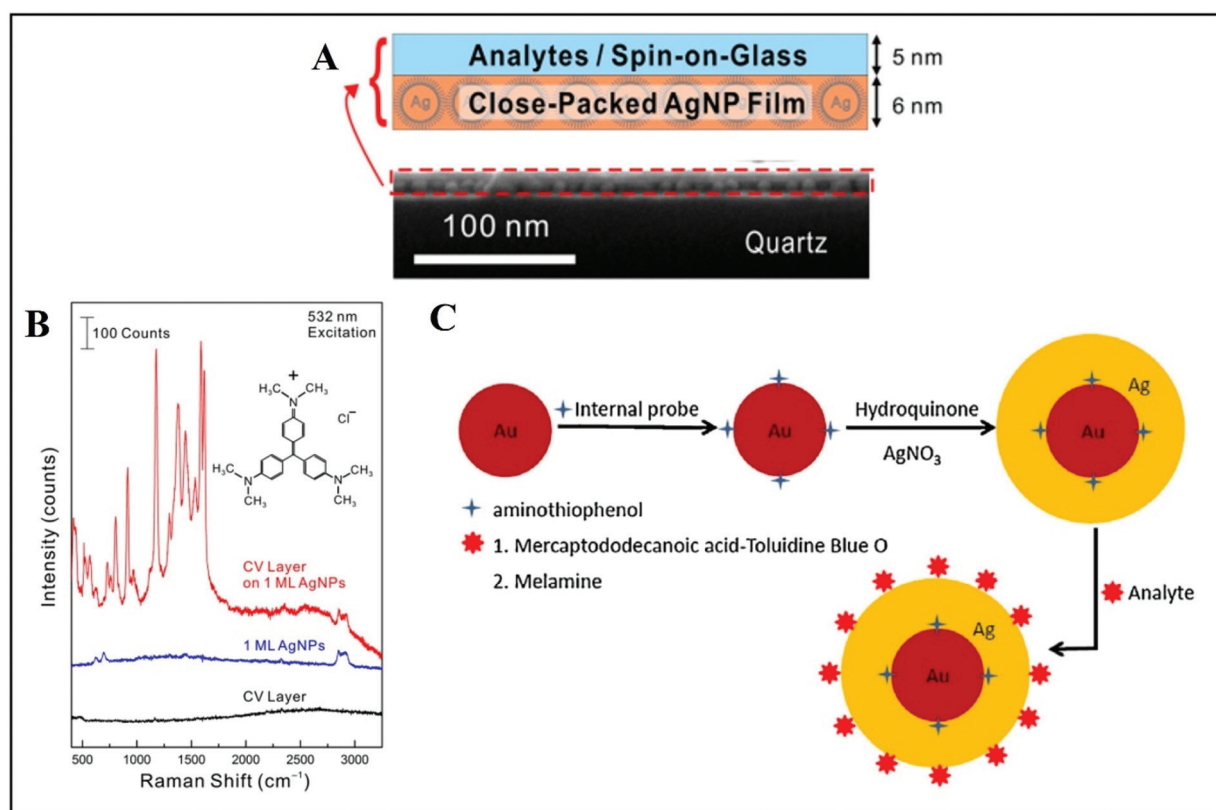 A
Analytes / Spin-on-Glass
5 nm
Ag
Close-Packed AgNP Film
Ag
6 nm
100 nm
Quartz
B
100 Counts
532 nm
Excitation
+
H₃C
CH₃
N
Cl⁻
H₃C
N
CH₃
N
CH₃
CH₃
Intensity (counts)
CV Layer
on 1 ML AgNPs
1 ML AgNPs
CV Layer
500 1000 1500 2000 2500 3000
Raman Shift (cm⁻¹)
C
Au
Internal probe
Au
Hydroquinone
AgNO₃
Ag
Au
aminothiophenol
1. Mercaptododecanoic acid-Toluidine Blue O
2. Melamine
Analyte
Ag
Au